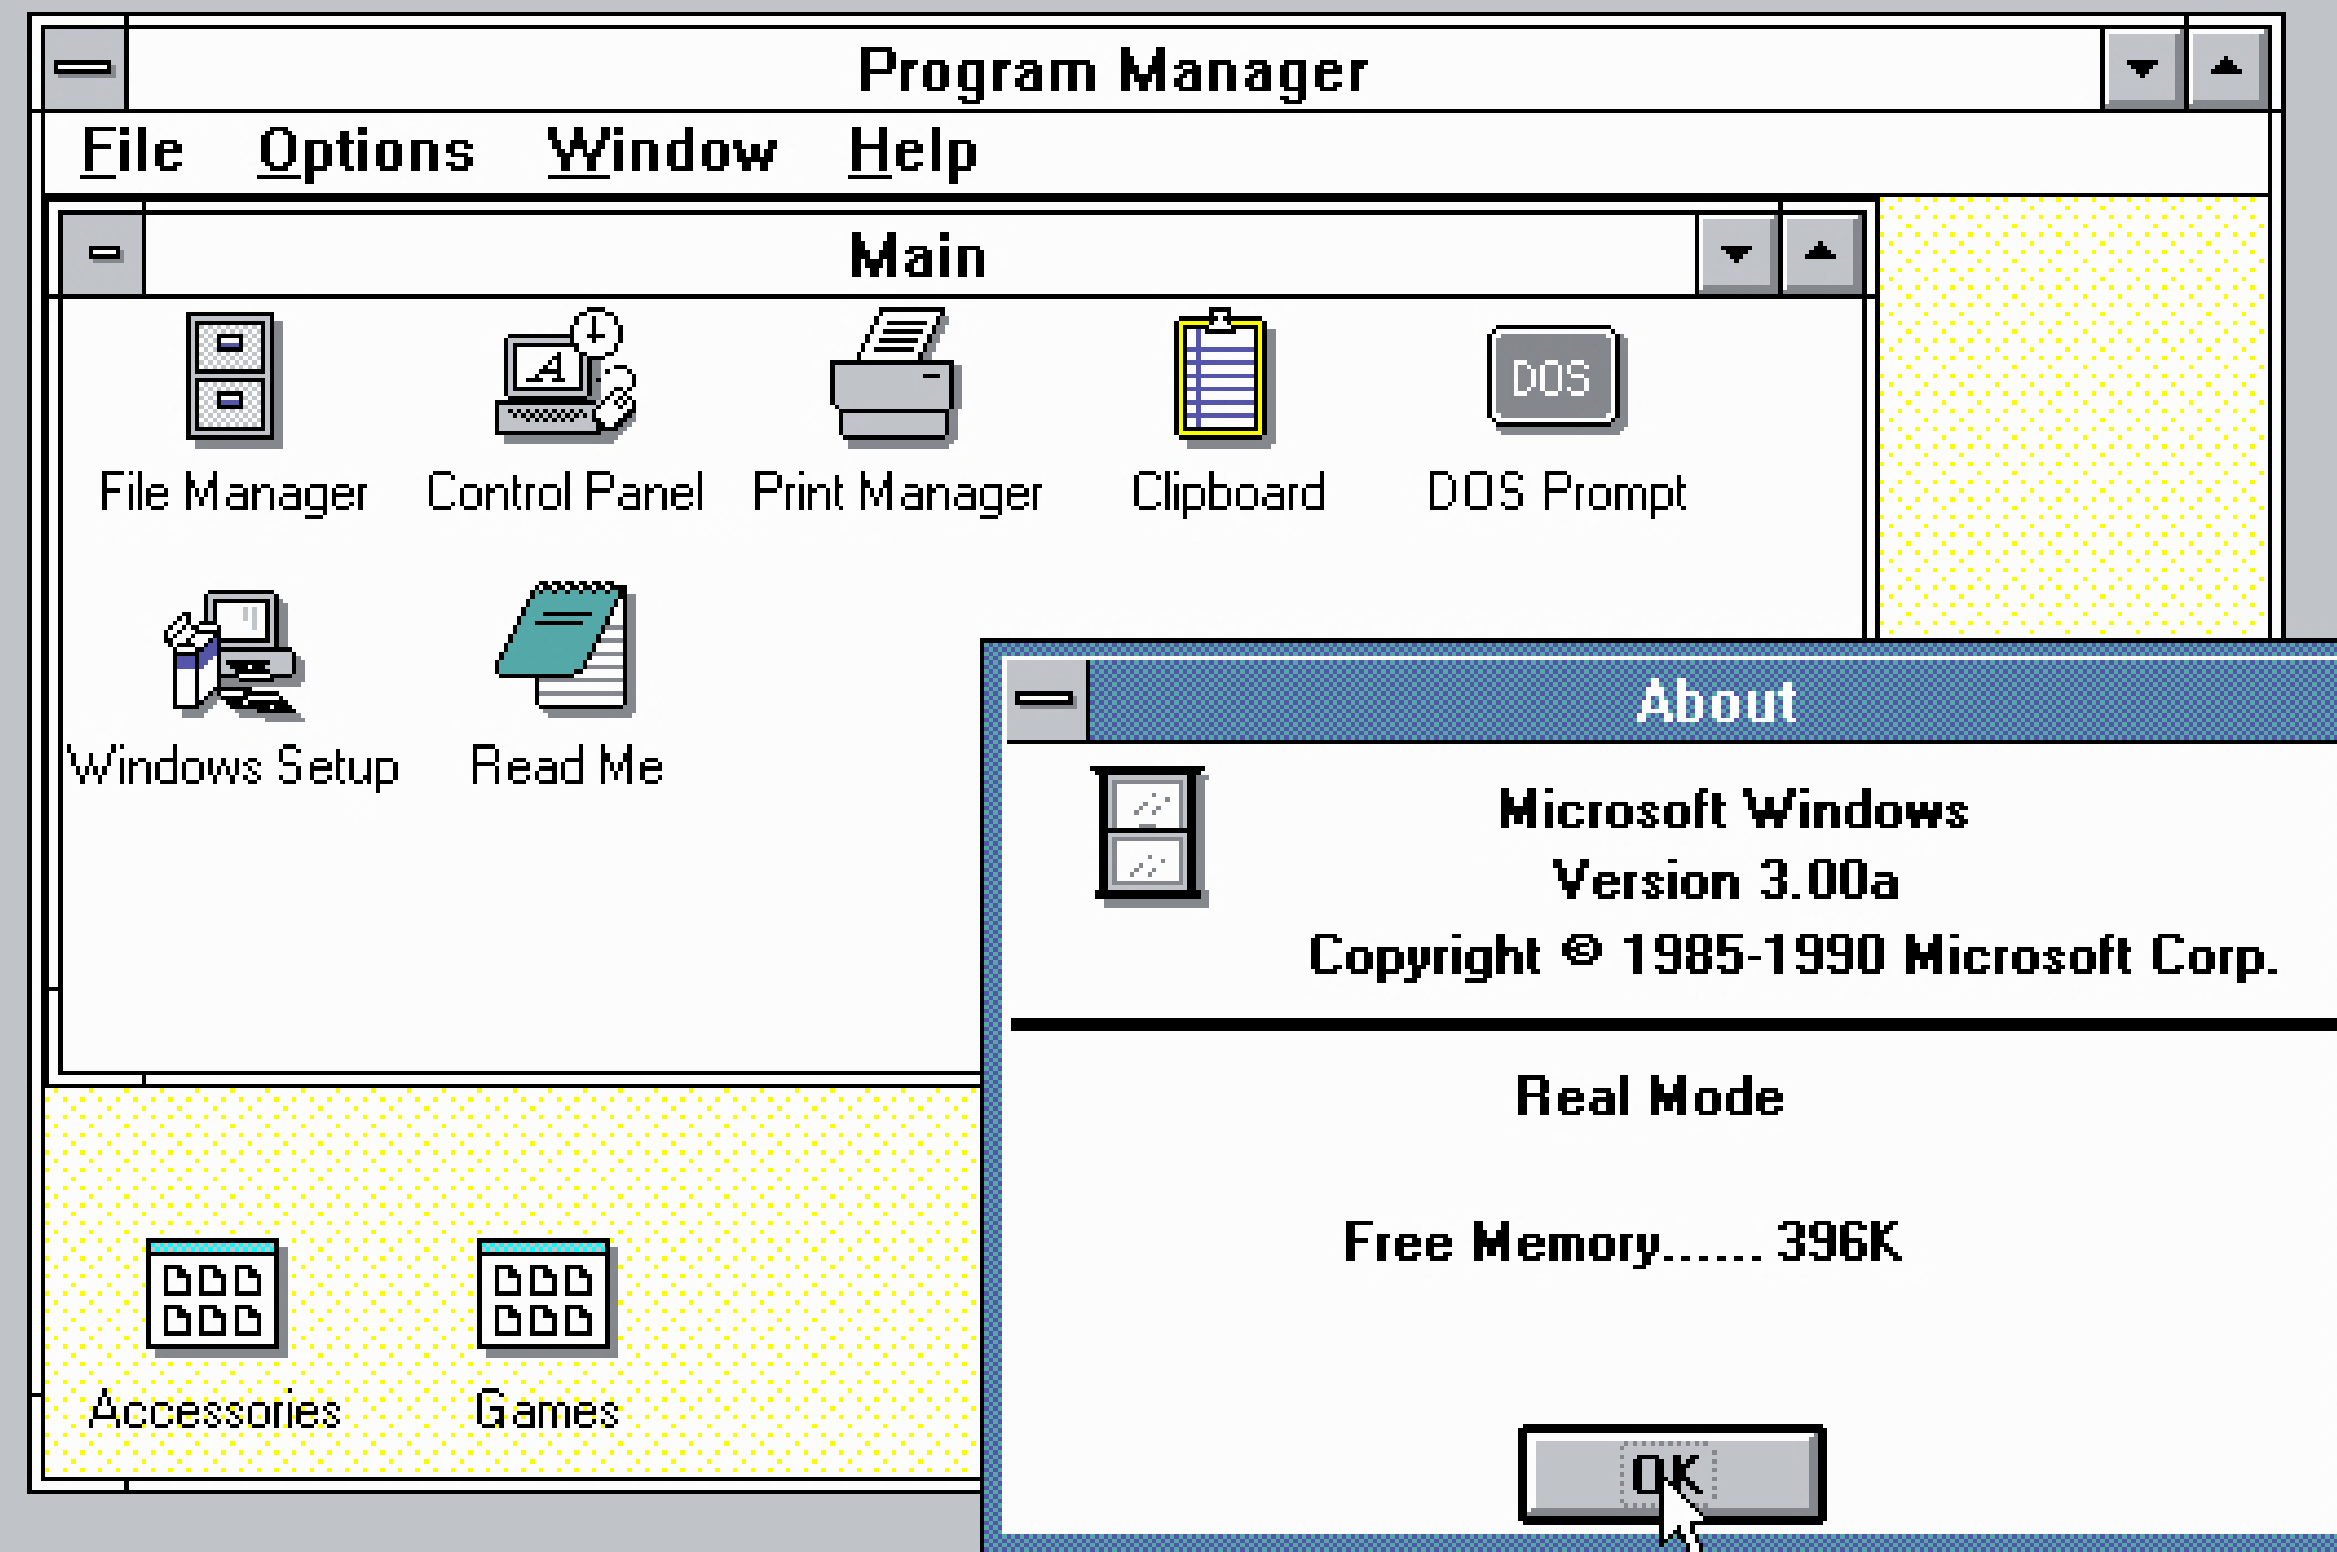 Program Manager
File Options Window Help
Main
A
DOS
File Manager Control Panel Print Manager Clipboard DOS Prompt
Windows Setup Read Me
About
Microsoft Windows
Version 3.00a
Copyright © 1985-1990 Microsoft Corp.
Real Mode
Free Memory...... 396K
Accessories Games
OK